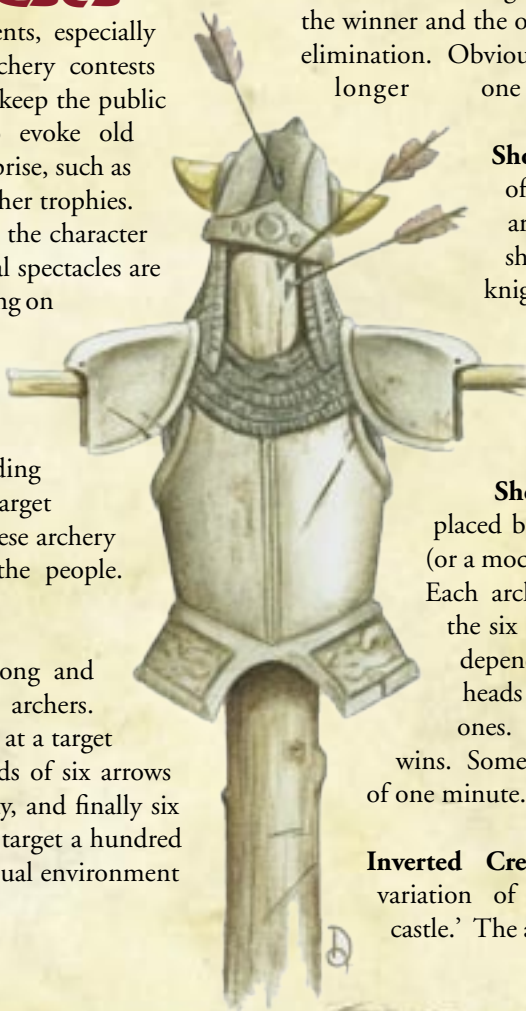 ents, especially
chery contests
keep the public
evoke old
prise, such as
her trophies.
the character
al spectacles are
ng on
ding
arget
ese archery
the people.
ong and
archers.
at a target
ds of six arrows
y, and finally six
target a hundred
ual environment
the winner and the o
elimination. Obviou
longer one
Sho
of
ar
sh
knig
Sho
placed b
(or a moc
Each arch
the six
depen
heads
ones.
wins. Some
of one minute.
Inverted Cre
variation of
castle.’ The a